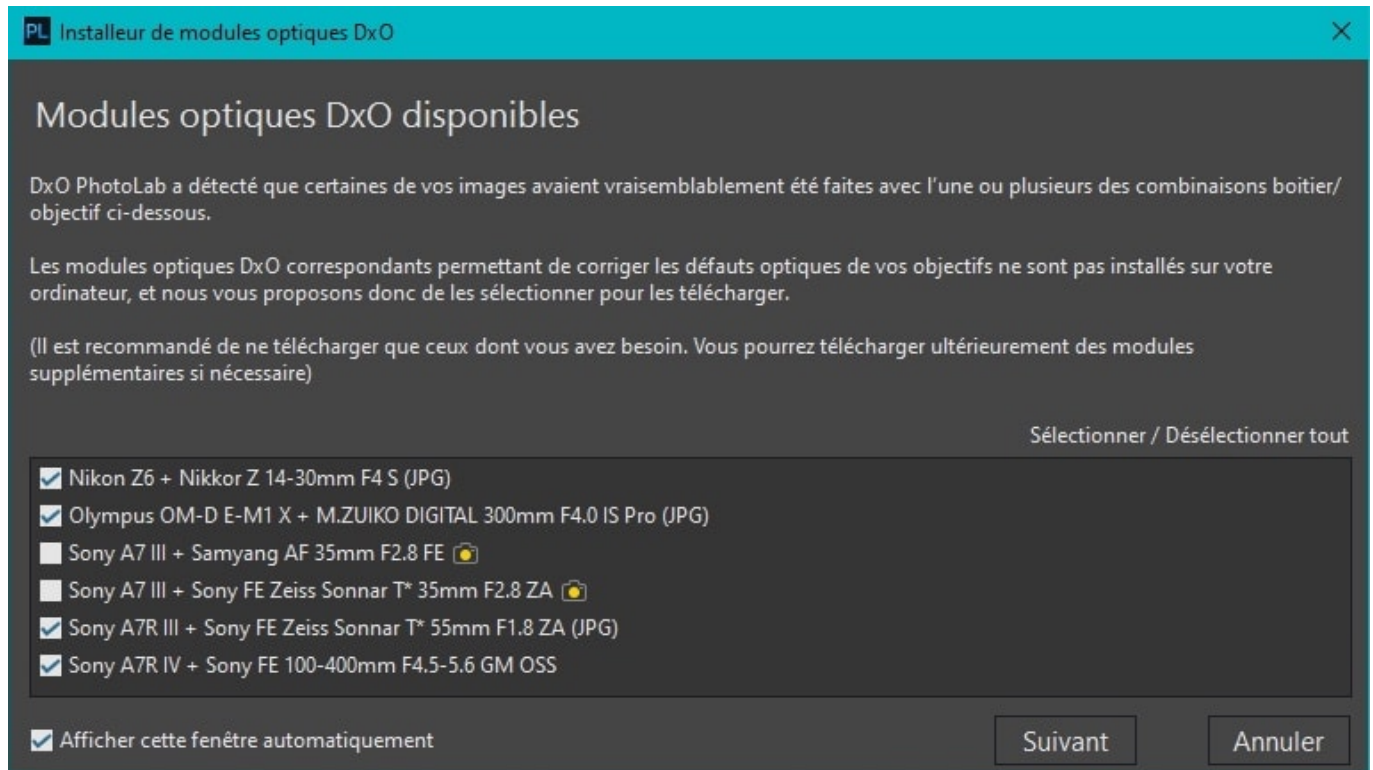 PL Installeur de modules optiques DxO
Modules optiques DxO disponibles
DxO PhotoLab a détecté que certaines de vos images avaient vraisemblablement été faites avec l'une ou plusieurs des combinaisons boitier/
objectif ci-dessous.
Les modules optiques DxO correspondants permettant de corriger les défauts optiques de vos objectifs ne sont pas installés sur votre
ordinateur, et nous vous proposons donc de les sélectionner pour les télécharger.
(Il est recommandé de ne télécharger que ceux dont vous avez besoin. Vous pourrez télécharger ultérieurement des modules
supplémentaires si nécessaire)
Sélectionner / Désélectionner tout
Nikon Z6 + Nikkor Z 14-30mm F4 S (JPG)
Olympus OM-D E-M1 X + M.ZUIKO DIGITAL 300mm F4.0 IS Pro (JPG)
Sony A7 III + Samyang AF 35mm F2.8 FE
Sony A7 III + Sony FE Zeiss Sonnar T* 35mm F2.8 ZA
Sony A7R III + Sony FE Zeiss Sonnar T* 55mm F1.8 ZA (JPG)
Sony A7R IV + Sony FE 100-400mm F4.5-5.6 GM OSS
Afficher cette fenêtre automatiquement
Suivant
Annuler